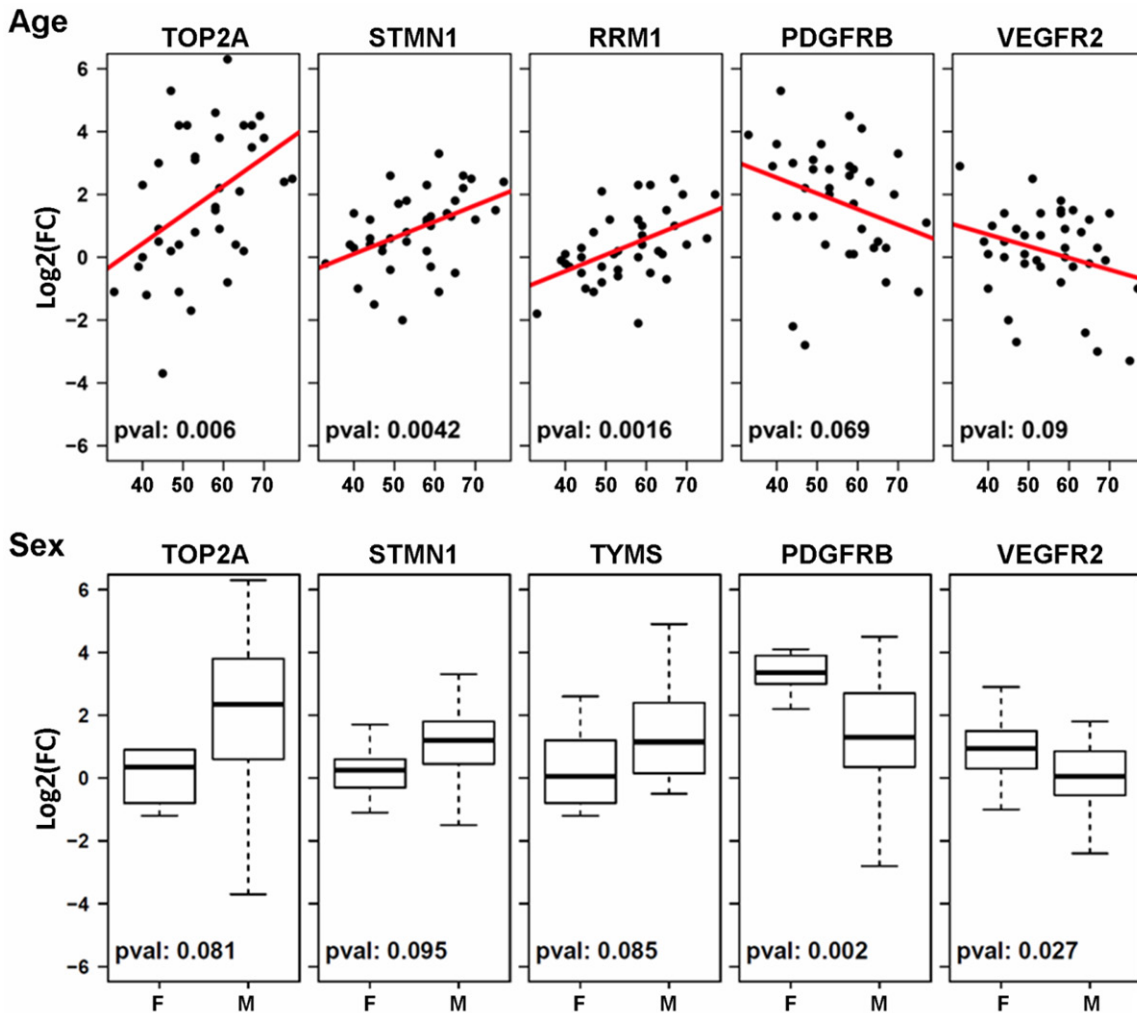 Age
TOP2A STMN1 RRM1 PDGFRB VEGFR2
6
4
2
0
−2
−4
−6
Log2(FC)
pval: 0.006 pval: 0.0042 pval: 0.0016 pval: 0.069 pval: 0.09
40 50 60 70 40 50 60 70 40 50 60 70 40 50 60 70 40 50 60 70
Sex
TOP2A STMN1 TYMS PDGFRB VEGFR2
6
4
2
0
−2
−4
−6
Log2(FC)
pval: 0.081 pval: 0.095 pval: 0.085 pval: 0.002 pval: 0.027
F M F M F M F M F M